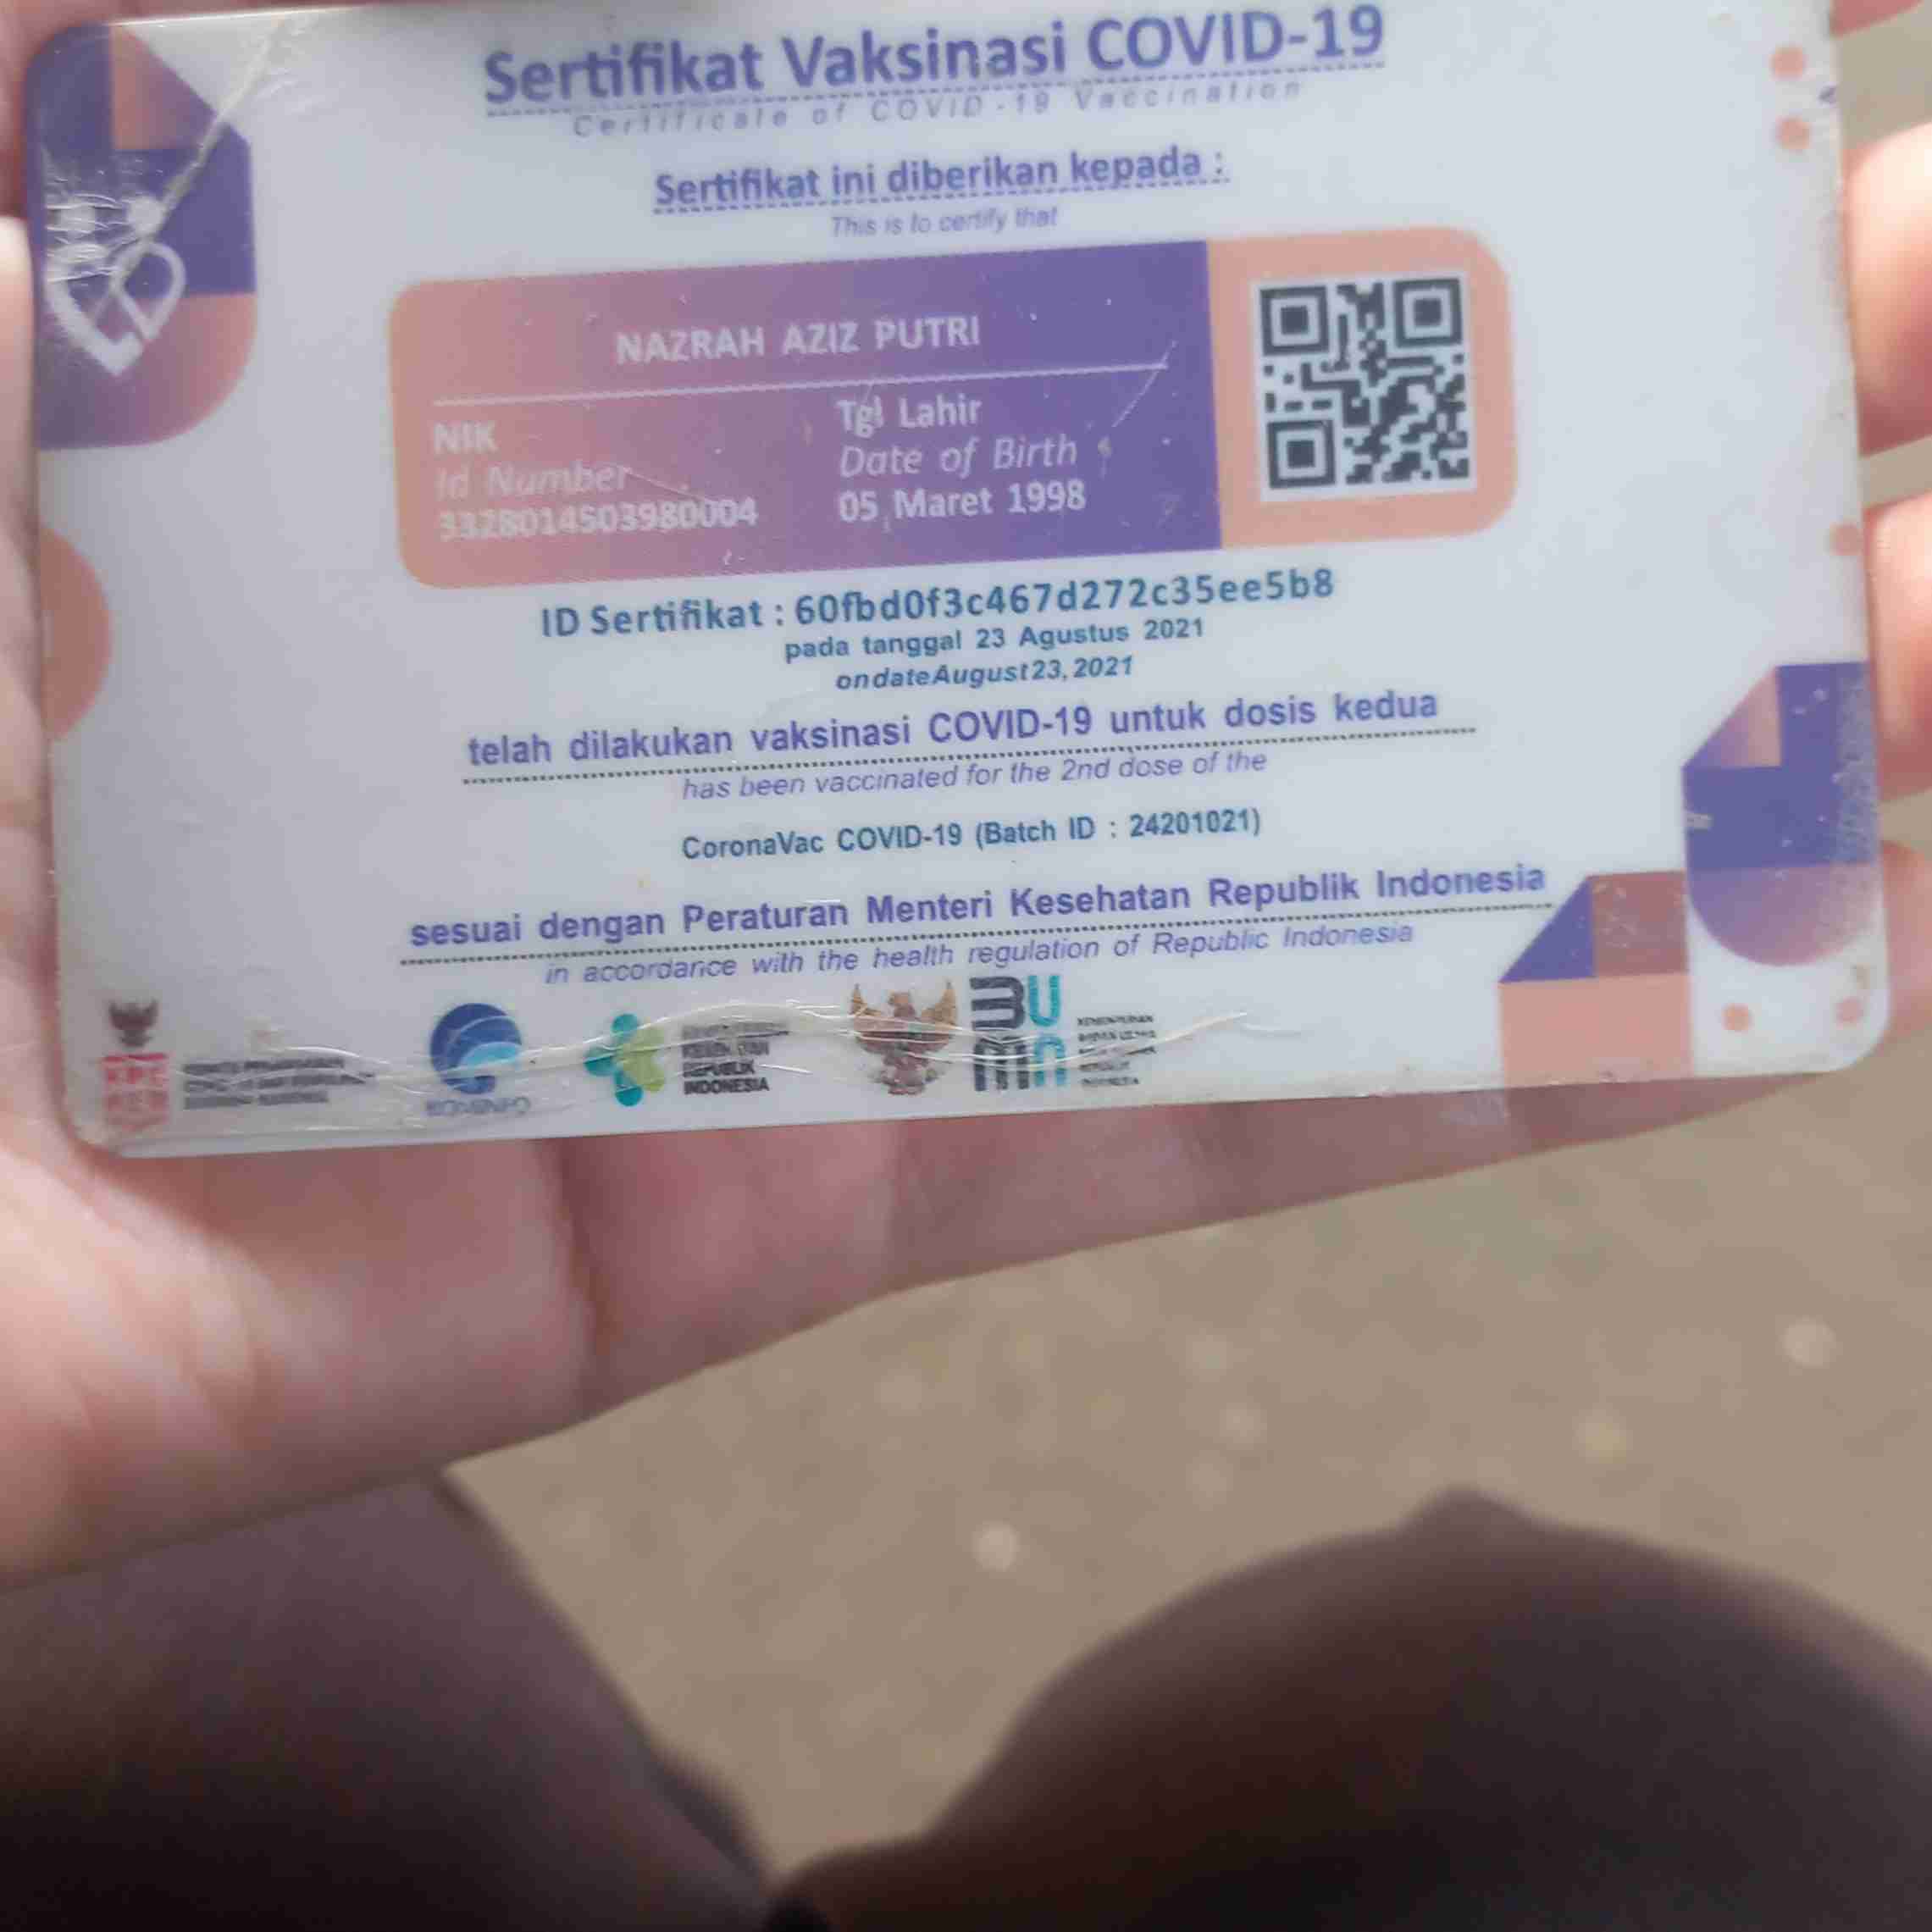 Sertifikat Vaksinasi COVID-19
Certificate of COVID-19 Vaccination
Sertifikat ini diberikan kepada :
This is to certify that
NAZRAH AZIZ PUTRI
NIK
Id Number
3328014503980004
Tgl Lahir
Date of Birth
05 Maret 1998
ID Sertifikat : 60fbd0f3c467d272c35ee5b8
pada tanggal 23 Agustus 2021
ondateAugust23,2021
telah dilakukan vaksinasi COVID-19 untuk dosis kedua
has been vaccinated for the 2nd dose of the
CoronaVac COVID-19 (Batch ID : 24201021)
sesuai dengan Peraturan Menteri Kesehatan Republik Indonesia
in accordance with the health regulation of Republic Indonesia
KEMENTERIAN
KESEHATAN
REPUBLIK
INDONESIA
BUMN